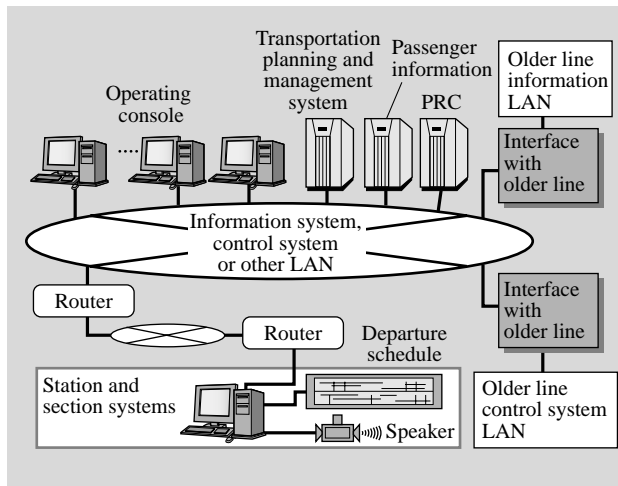 Transportation
planning and
management
system
Passenger
information
PRC
Older line
information
LAN
Operating
console
Interface
with
older line
Information system,
control system
or other LAN
Router
Interface
with
older line
Router
Departure
schedule
Station and
section systems
Speaker
Older line
control system
LAN